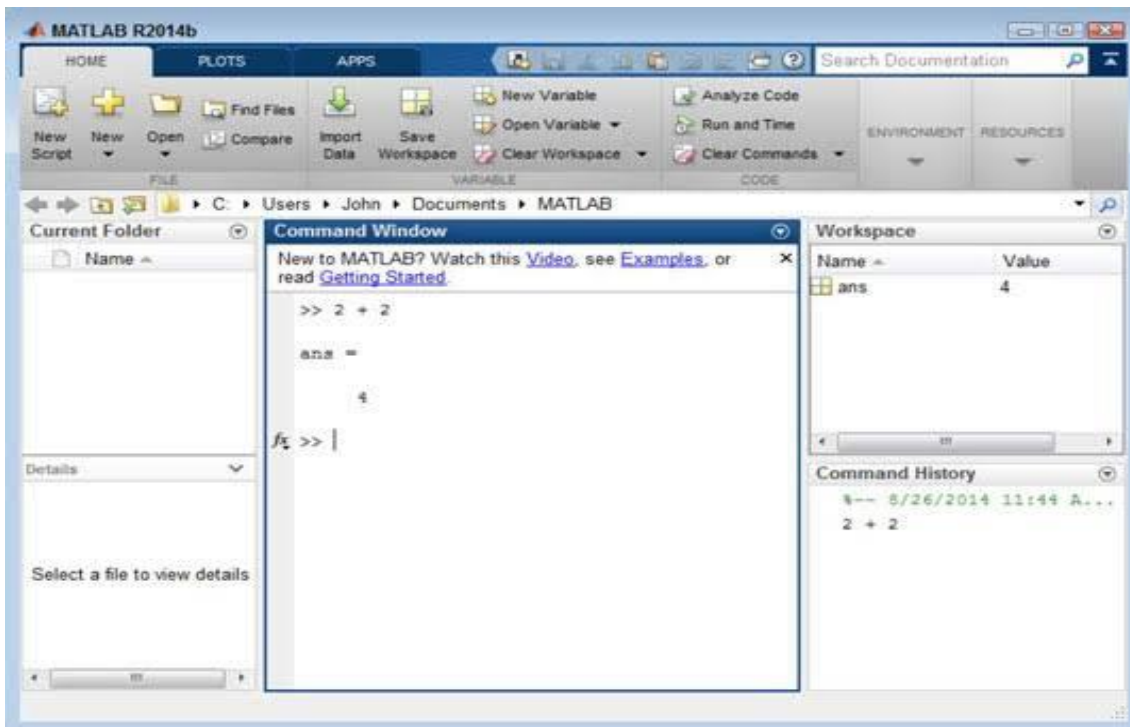 MATLAB R2014b
HOME PLOTS APPS Search Documentation
New Script
New
Open
Find Files
Compare
Import Data
Save Workspace
New Variable
Open Variable
Clear Workspace
Analyze Code
Run and Time
Clear Commands
ENVIRONMENT
RESOURCES
FILE VARIABLE CODE
C: Users John Documents MATLAB
Current Folder
Name
Details
Select a file to view details
Command Window
New to MATLAB? Watch this Video, see Examples, or
read Getting Started.
>> 2 + 2
ans =
4
fx >>
Workspace
Name Value
ans 4
Command History
%-- 8/26/2014 11:44 A...
2 + 2